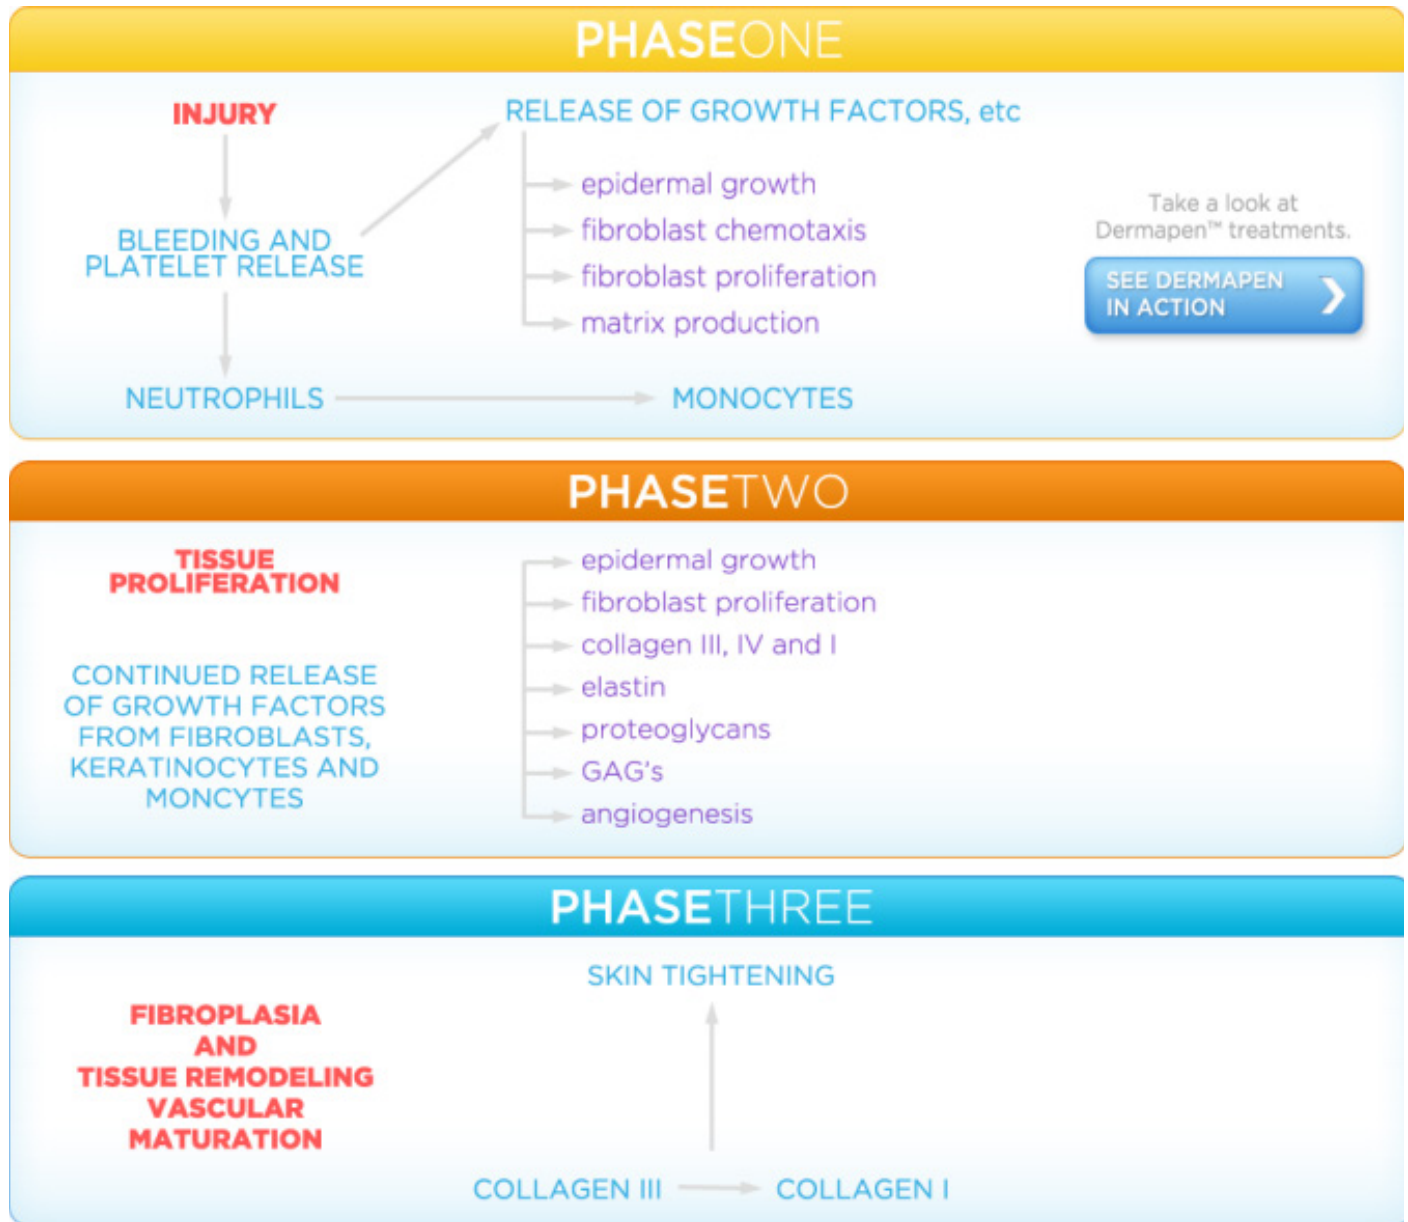 PHASEONE
INJURY
RELEASE OF GROWTH FACTORS, etc
epidermal growth
fibroblast chemotaxis
fibroblast proliferation
matrix production
BLEEDING AND
PLATELET RELEASE
Take a look at
Dermapen™ treatments.
SEE DERMAPEN
IN ACTION
NEUTROPHILS
MONOCYTES
PHASETWO
TISSUE
PROLIFERATION
CONTINUED RELEASE
OF GROWTH FACTORS
FROM FIBROBLASTS,
KERATINOCYTES AND
MONCYTES
epidermal growth
fibroblast proliferation
collagen III, IV and I
elastin
proteoglycans
GAG's
angiogenesis
PHASETHREE
FIBROPLASIA
AND
TISSUE REMODELING
VASCULAR
MATURATION
SKIN TIGHTENING
COLLAGEN III
COLLAGEN I